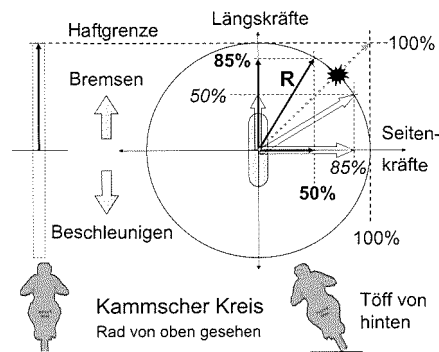 Haftgrenze
Längskräfte
100%
85%
Bremsen
R
50%
Seiten-
kräfte
85%
50%
Beschleunigen
100%
Kammscher Kreis
Rad von oben gesehen
Töff von
hinten